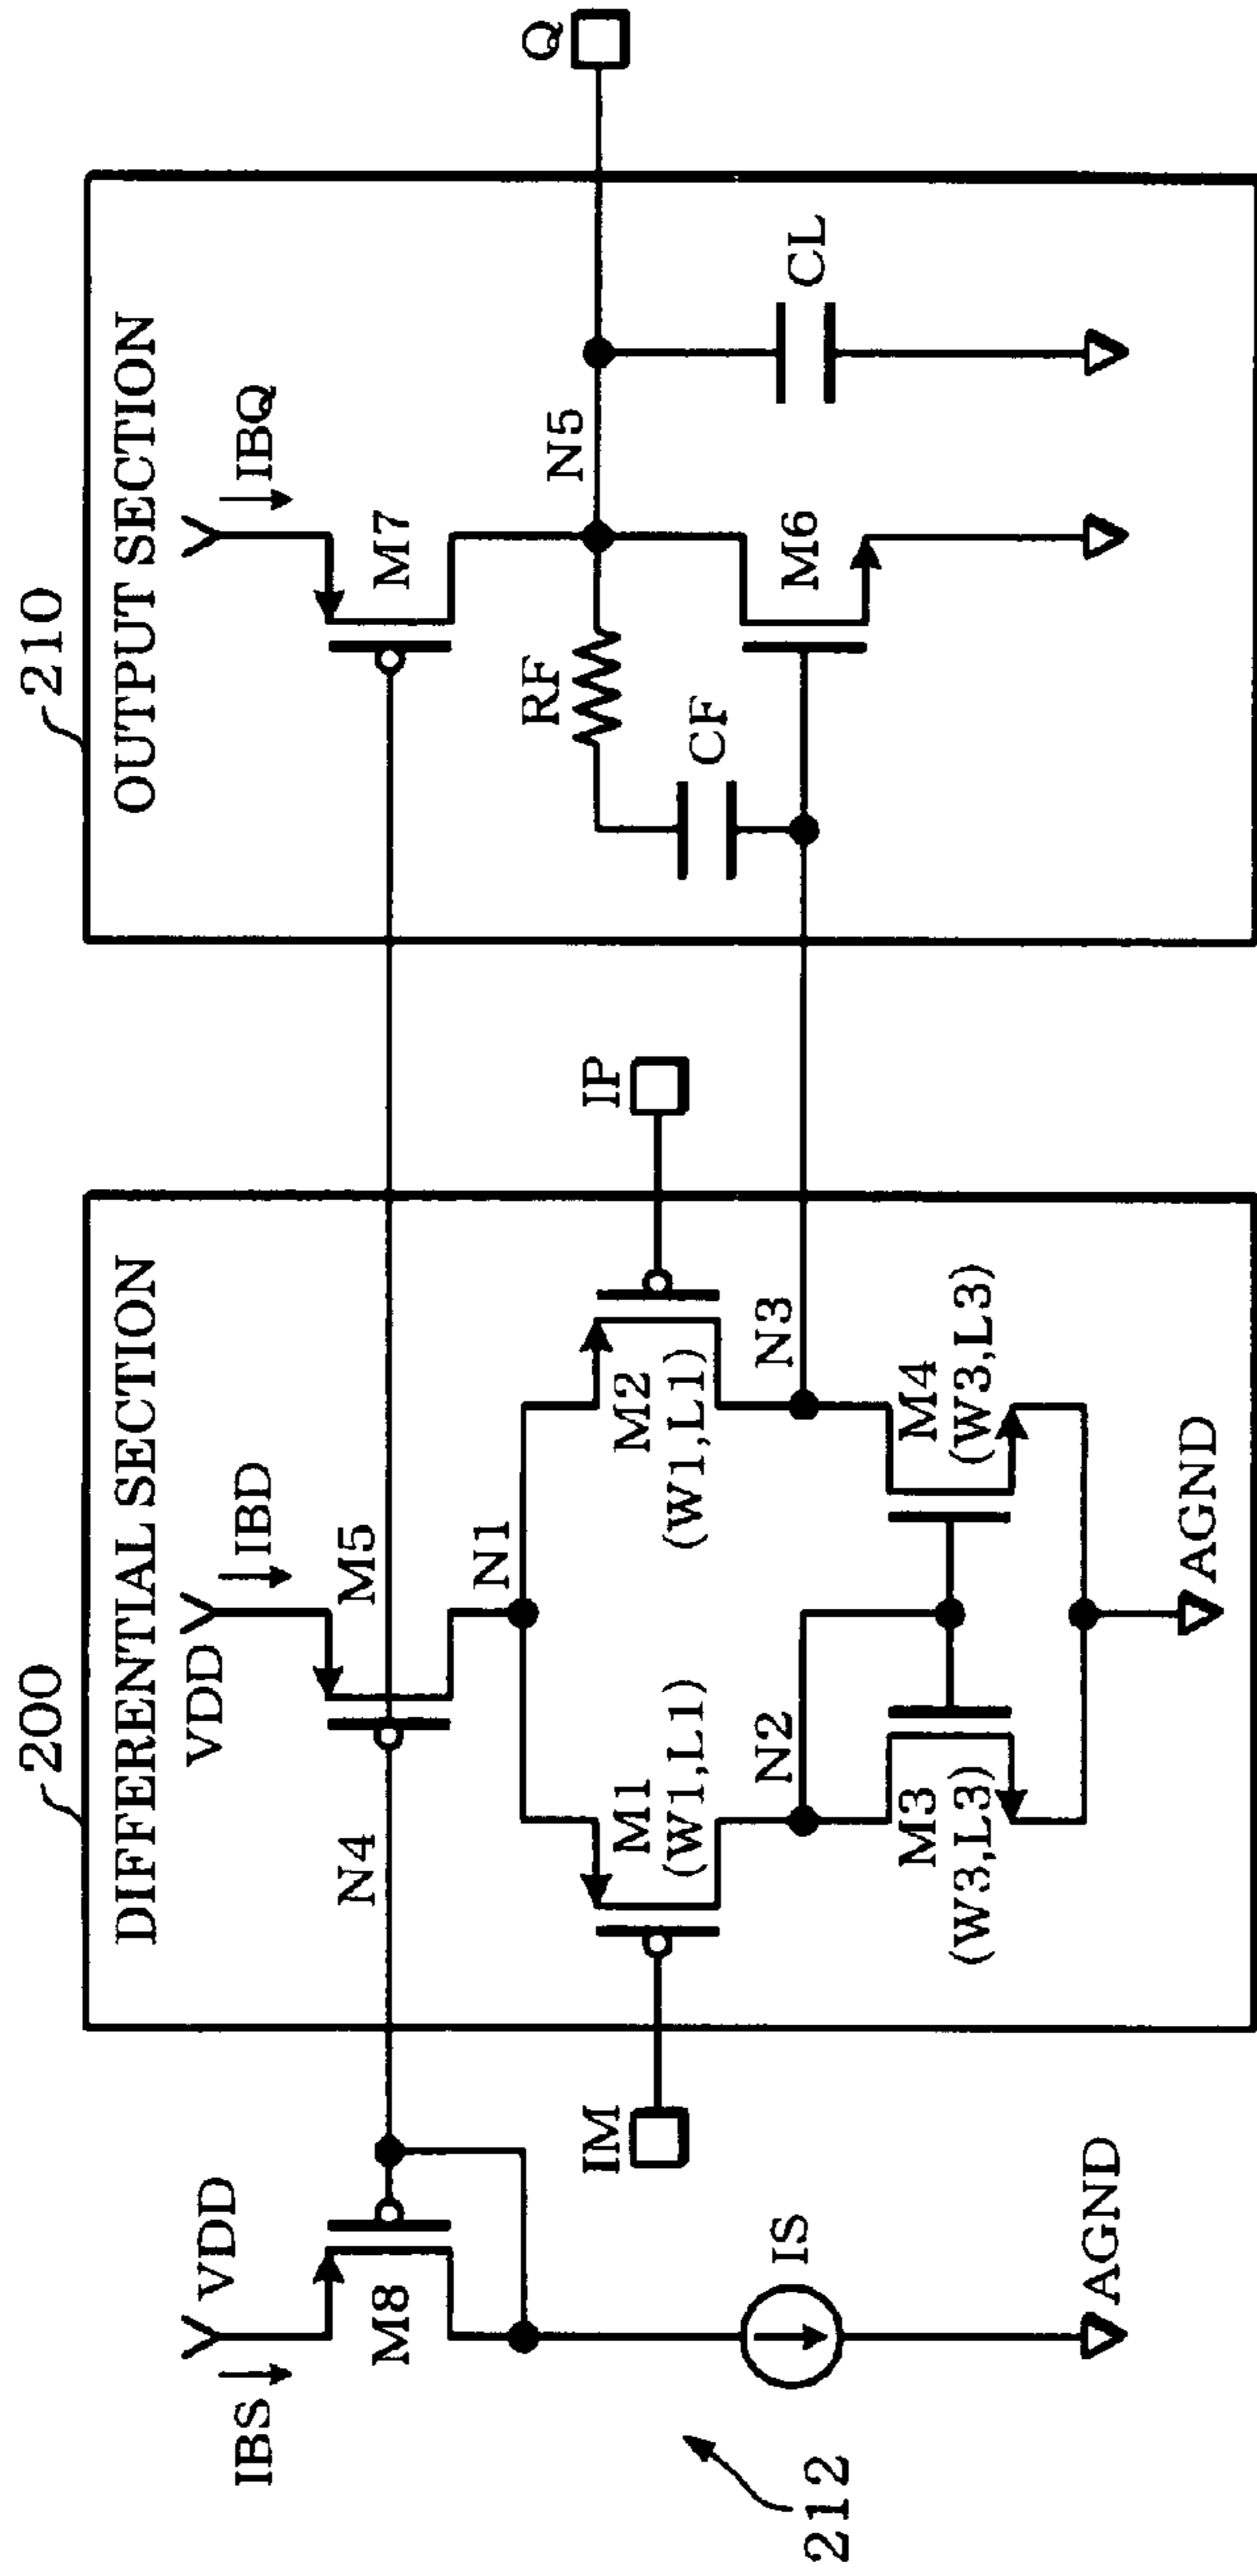 200
210
DIFFERENTIAL SECTION
OUTPUT SECTION
IBS
VDD
VDD
IBD
IBQ
M8
N4
M5
M7
N1
N5
IM
M1
(W1,L1)
M2
(W1,L1)
IP
RF
Q
N2
N3
CF
IS
M3
(W3,L3)
M4
(W3,L3)
M6
CL
212
AGND
AGND